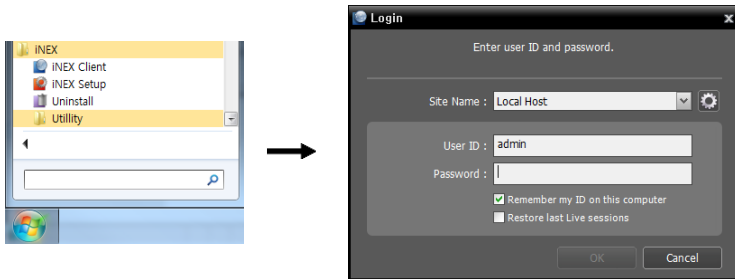 iNEX
iNEX Client
iNEX Setup
Uninstall
Utillity
Login
x
Enter user ID and password.
Site Name : Local Host
User ID : admin
Password :
Remember my ID on this computer
Restore last Live sessions
OK Cancel